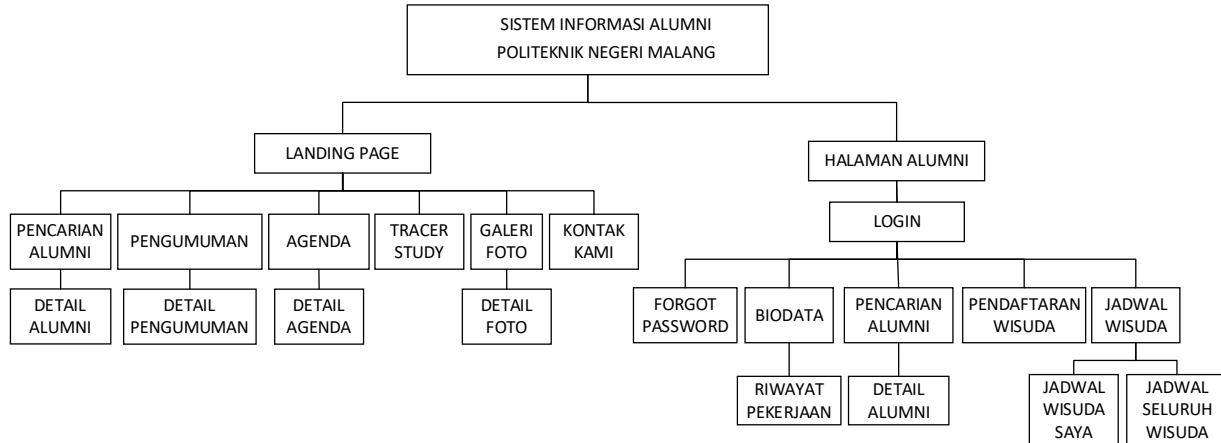 SISTEM INFORMASI ALUMNI
POLITEKNIK NEGERI MALANG
LANDING PAGE
HALAMAN ALUMNI
PENCARIAN
ALUMNI
PENGUMUMAN
AGENDA
TRACER
STUDY
GALERI
FOTO
KONTAK
KAMI
LOGIN
DETAIL
ALUMNI
DETAIL
PENGUMUMAN
DETAIL
AGENDA
DETAIL
FOTO
FORGOT
PASSWORD
BIODATA
PENCARIAN
ALUMNI
PENDAFTARAN
WISUDA
JADWAL
WISUDA
RIWAYAT
PEKERJAAN
DETAIL
ALUMNI
JADWAL
WISUDA
SAYA
JADWAL
SELURUH
WISUDA